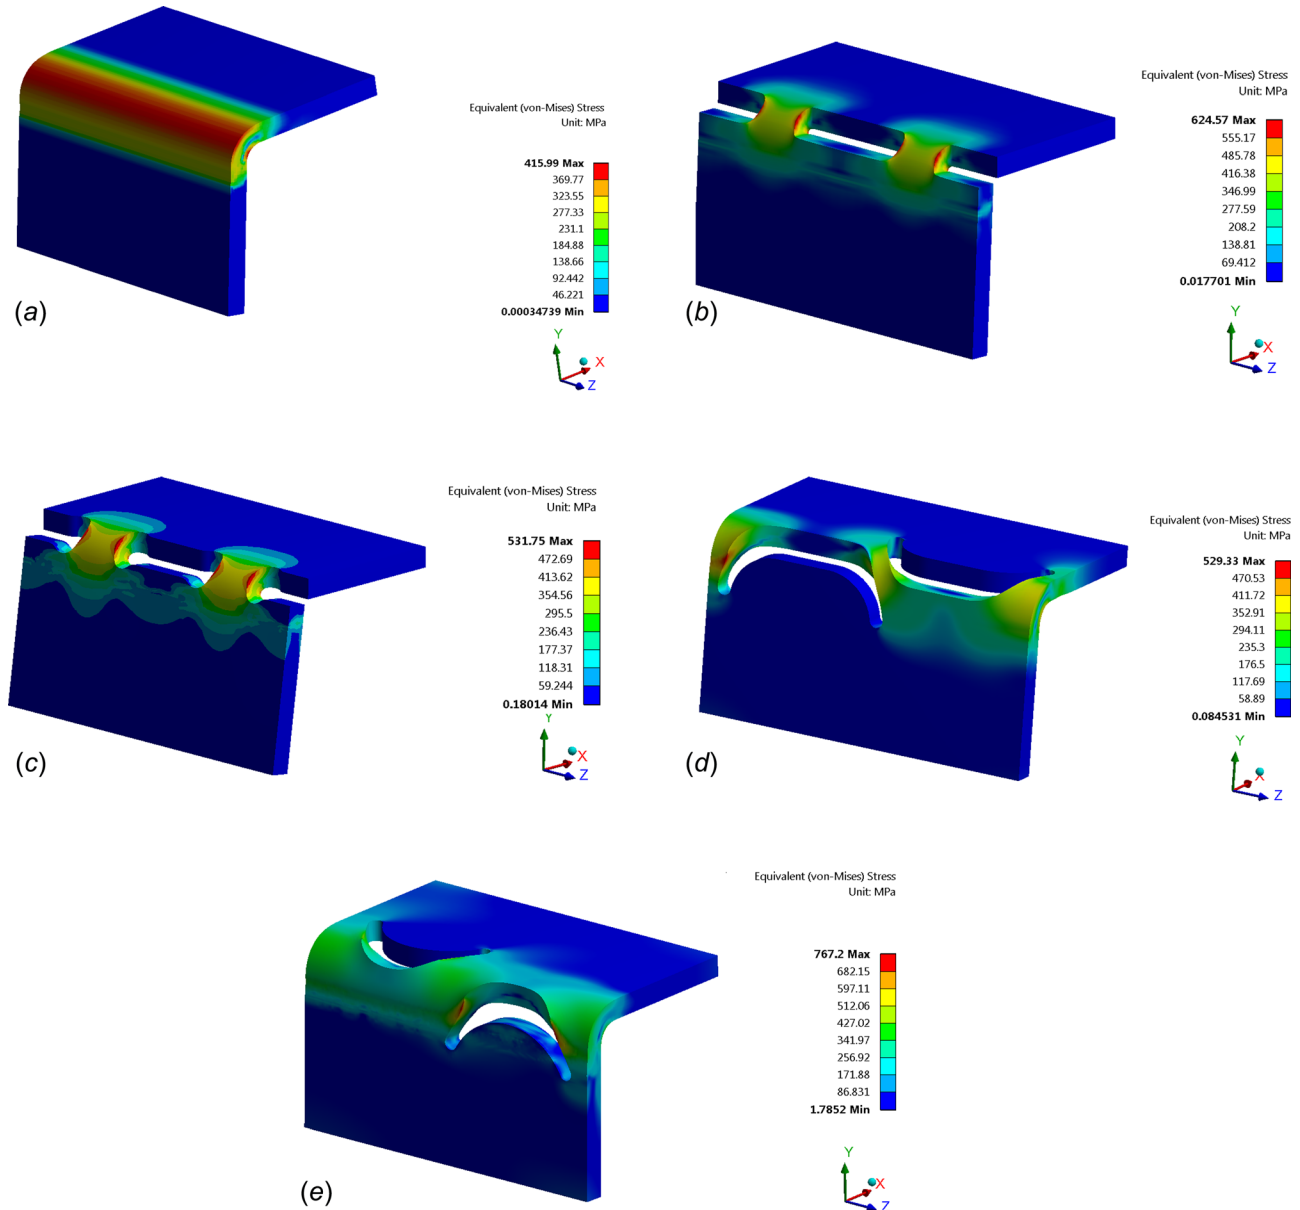 Equivalent (von-Mises) Stress
Unit: MPa
415.99 Max
369.77
323.55
277.33
231.1
184.88
138.66
92.442
46.221
0.00034739 Min
Y
X
Z
(a)
Equivalent (von-Mises) Stress
Unit: MPa
624.57 Max
555.17
485.78
416.38
346.99
277.59
208.2
138.81
69.412
0.017701 Min
Y
X
Z
(b)
Equivalent (von-Mises) Stress
Unit: MPa
531.75 Max
472.69
413.62
354.56
295.5
236.43
177.37
118.31
59.244
0.18014 Min
Y
X
Z
(c)
Equivalent (von-Mises) Stress
Unit: MPa
529.33 Max
470.53
411.72
352.91
294.11
235.3
176.5
117.69
58.89
0.084531 Min
Y
X
Z
(d)
Equivalent (von-Mises) Stress
Unit: MPa
767.2 Max
682.15
597.11
512.06
427.02
341.97
256.92
171.88
86.831
1.7852 Min
Y
X
Z
(e)